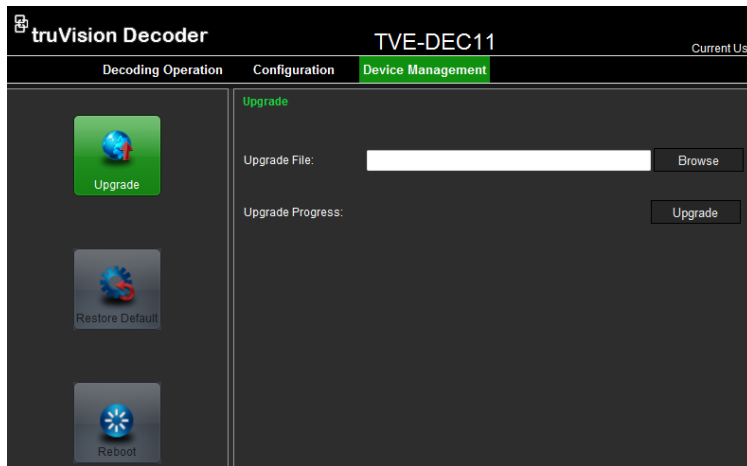 truVision Decoder
TVE-DEC11
Current Us
Decoding Operation Configuration Device Management
Upgrade
Upgrade
Restore Default
Reboot
Upgrade File: Browse
Upgrade Progress: Upgrade